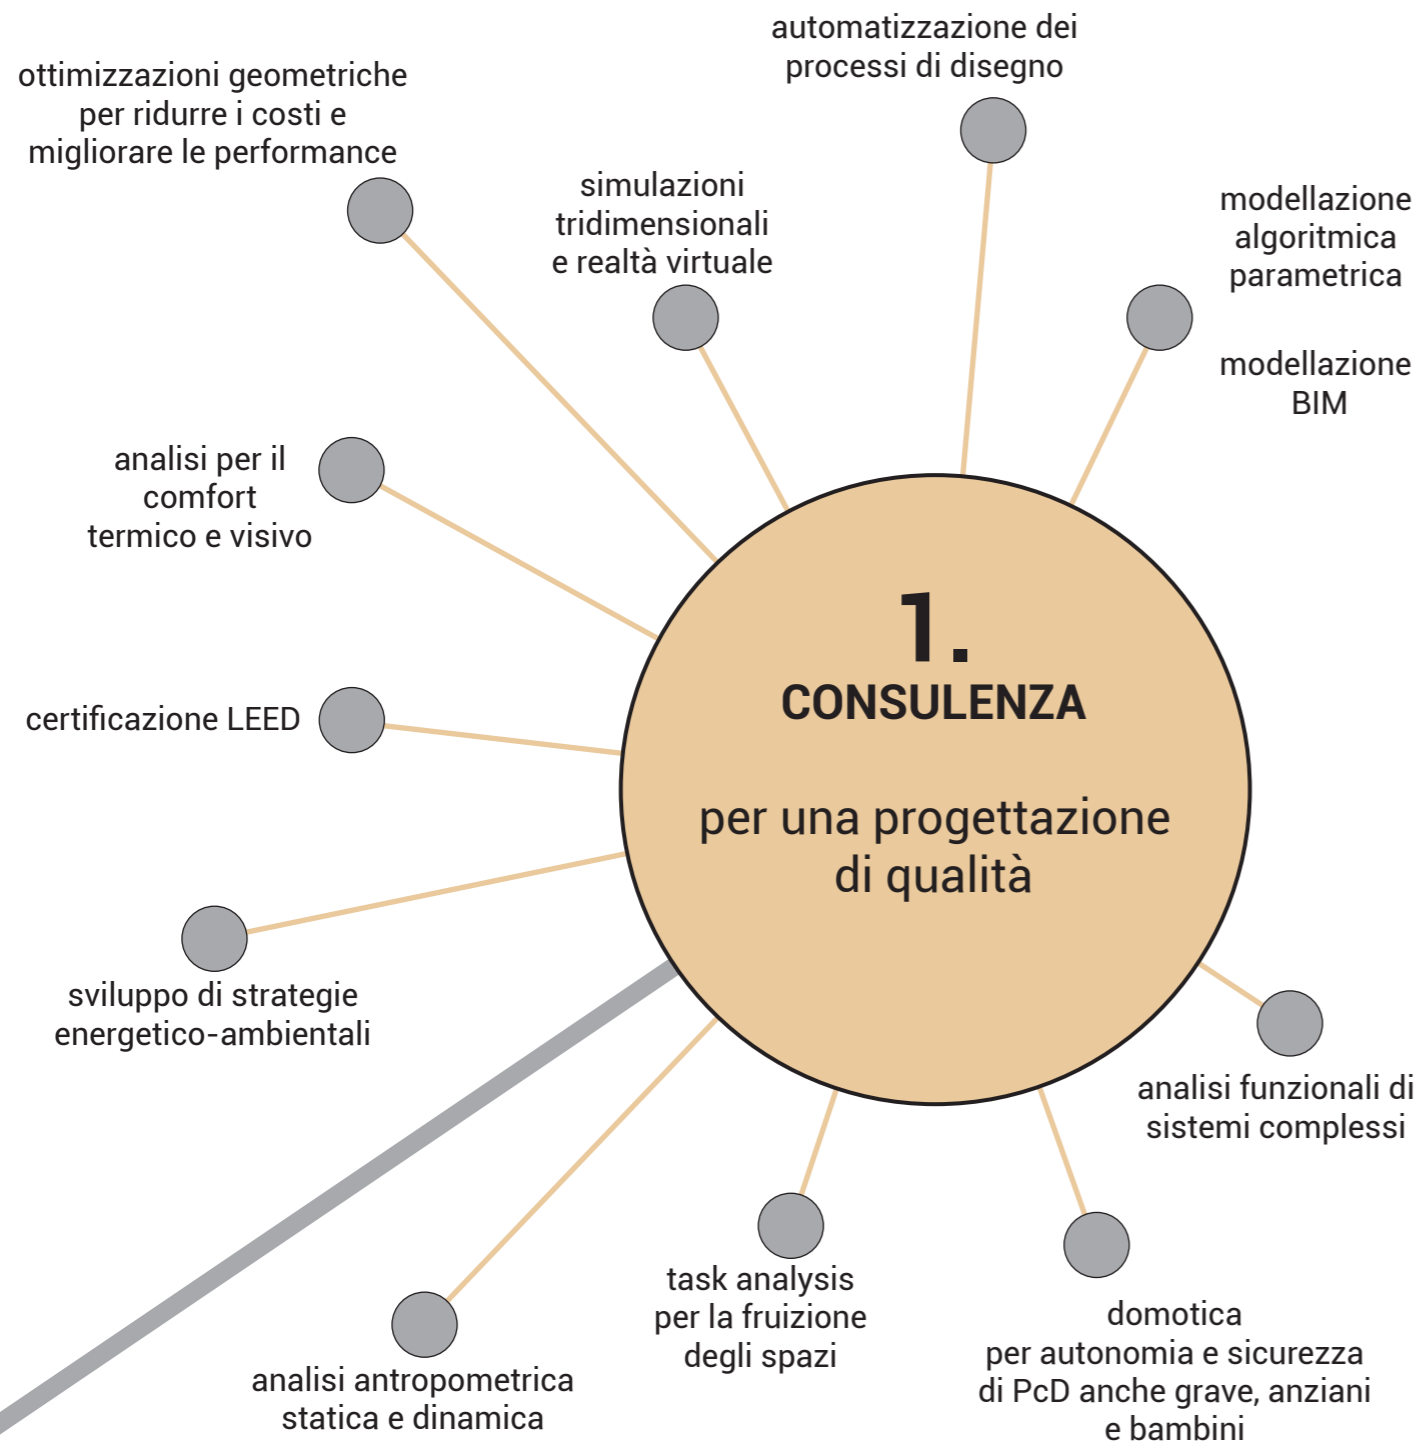 automatizzazione dei
processi di disegno
ottimizzazioni geometriche
per ridurre i costi e
migliorare le performance
simulazioni
tridimensionali
e realtà virtuale
modellazione
algoritmica
parametrica
modellazione
BIM
analisi per il
comfort
termico e visivo
1.
CONSULENZA
per una progettazione
di qualità
certificazione LEED
sviluppo di strategie
energetico-ambientali
analisi funzionali di
sistemi complessi
task analysis
per la fruizione
degli spazi
domotica
per autonomia e sicurezza
di PcD anche grave, anziani
e bambini
analisi antropometrica
statica e dinamica